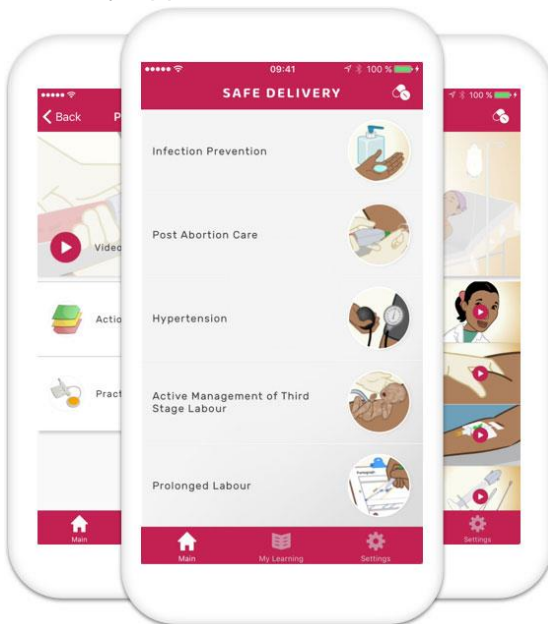 09:41
100 %
SAFE DELIVERY
Infection Prevention
Post Abortion Care
Hypertension
Active Management of Third
Stage Labour
Prolonged Labour
Main
My Learning
Settings
Back
P
Video
Actio
Pract
Main
100 %
Settings